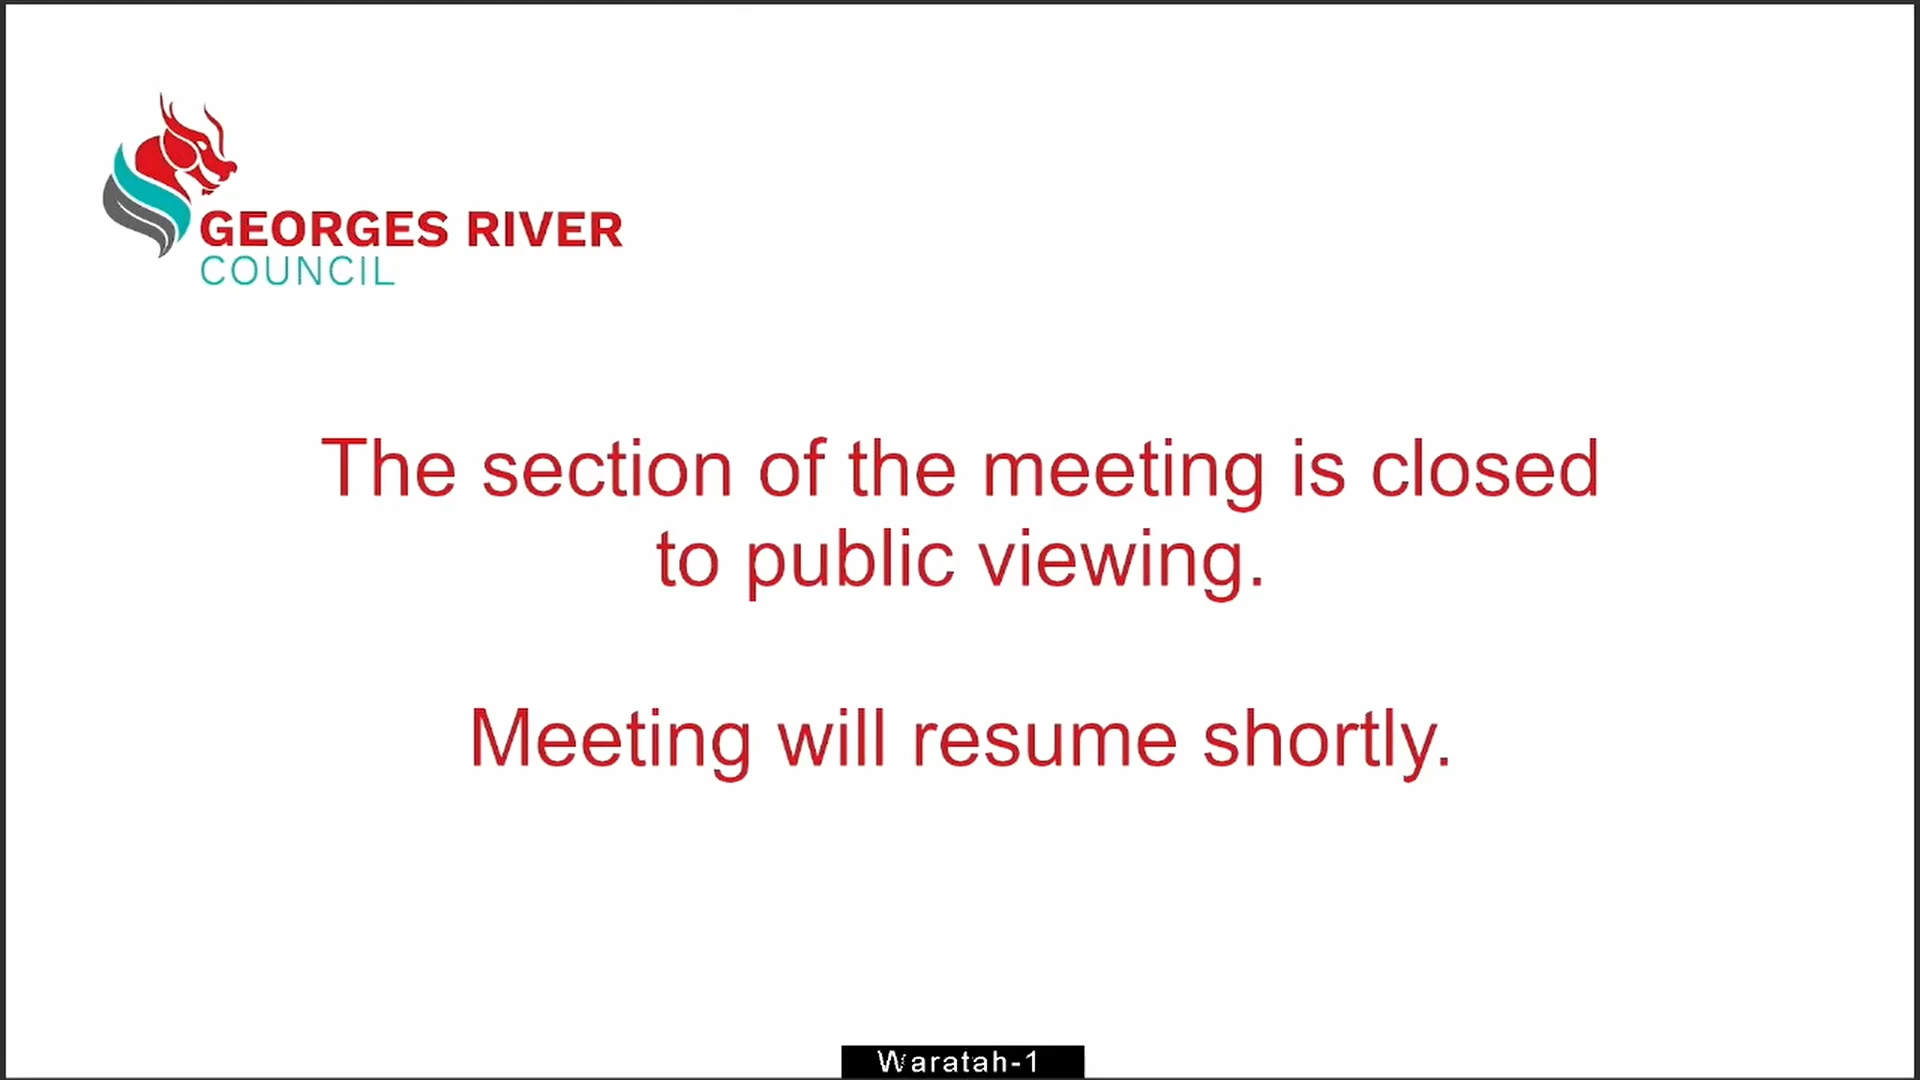 GEORGES RIVER
COUNCIL
The section of the meeting is closed
to public viewing.
Meeting will resume shortly.
Waratah-1